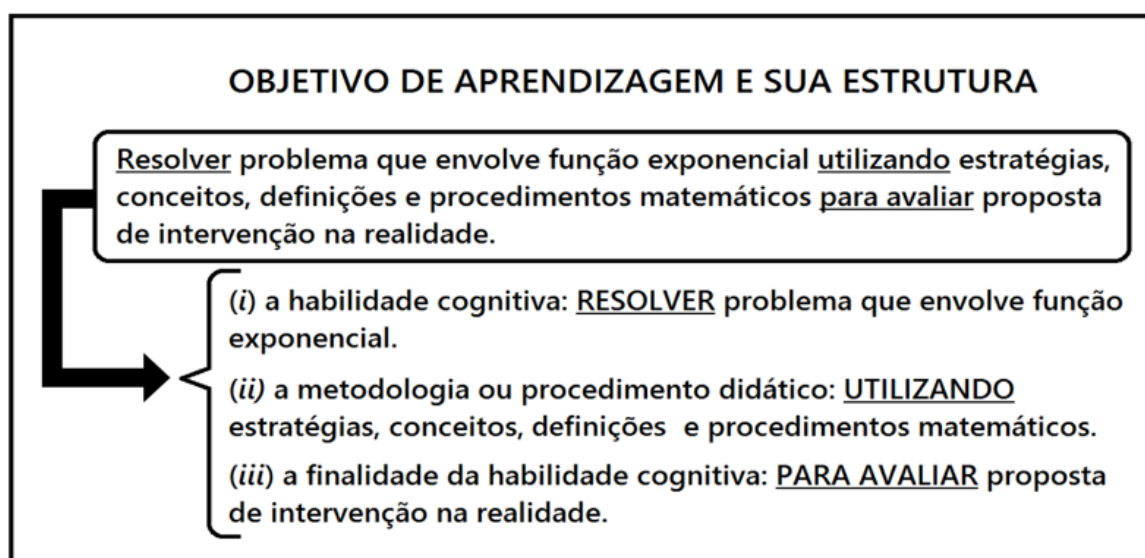 OBJETIVO DE APRENDIZAGEM E SUA ESTRUTURA
Resolver problema que envolve função exponencial utilizando estratégias,
conceitos, definições e procedimentos matemáticos para avaliar proposta
de intervenção na realidade.
(i) a habilidade cognitiva: RESOLVER problema que envolve função
exponencial.
(ii) a metodologia ou procedimento didático: UTILIZANDO
estratégias, conceitos, definições e procedimentos matemáticos.
(iii) a finalidade da habilidade cognitiva: PARA AVALIAR proposta
de intervenção na realidade.